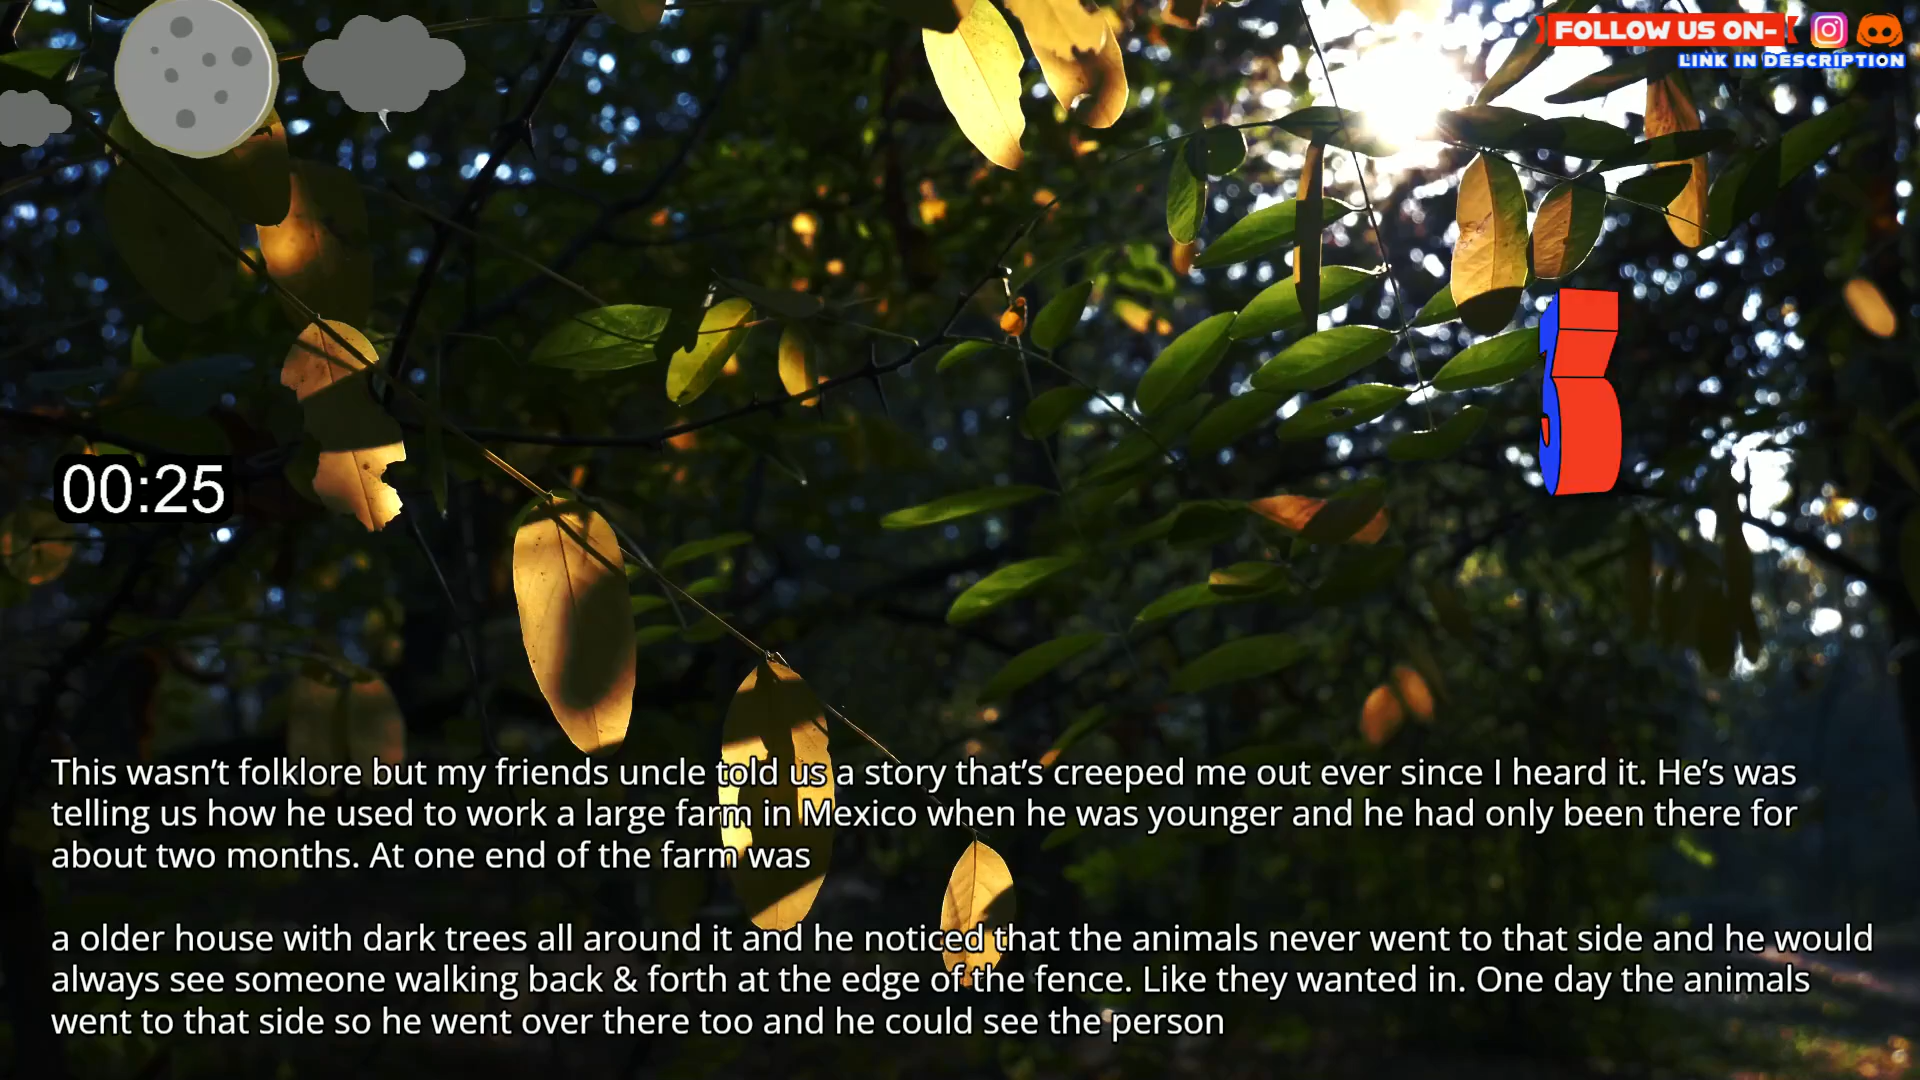 FOLLOW US ON-
LINK IN DESCRIPTION
00:25
This wasn't folklore but my friends uncle told us a story that's creeped me out ever since I heard it. He's was
telling us how he used to work a large farm in Mexico when he was younger and he had only been there for
about two months. At one end of the farm was
a older house with dark trees all around it and he noticed that the animals never went to that side and he would
always see someone walking back & forth at the edge of the fence. Like they wanted in. One day the animals
went to that side so he went over there too and he could see the person